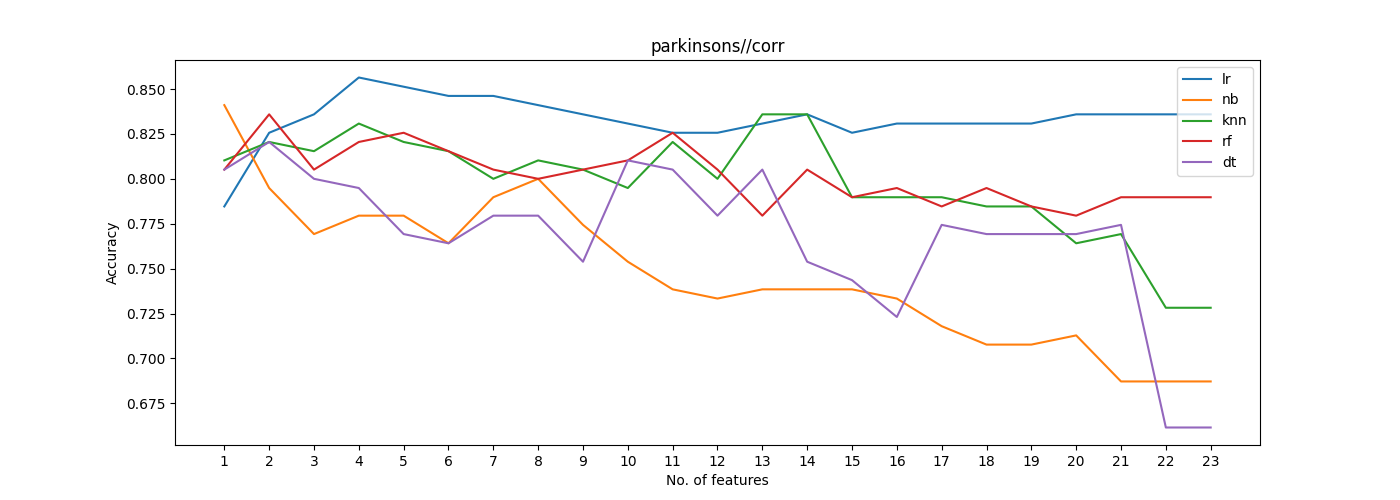 parkinsons//corr
lr
nb
knn
rf
dt
Accuracy
0.850
0.825
0.800
0.775
0.750
0.725
0.700
0.675
1 2 3 4 5 6 7 8 9 10 11 12 13 14 15 16 17 18 19 20 21 22 23
No. of features